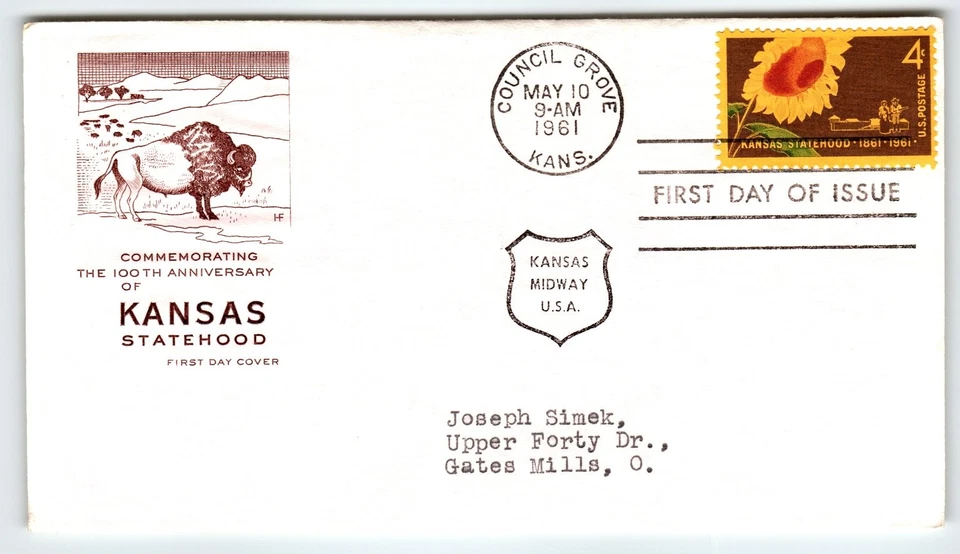 COUNCIL GROVE
MAY 10
9-AM
1961
KANS.
4c
U.S. POSTAGE
KANSAS STATEHOOD · 1861 · 1961
FIRST DAY OF ISSUE
HF
COMMEMORATING
THE 100TH ANNIVERSARY
OF
KANSAS
STATEHOOD
FIRST DAY COVER
KANSAS
MIDWAY
U.S.A.
Joseph Simek,
Upper Forty Dr.,
Gates Mills, O.